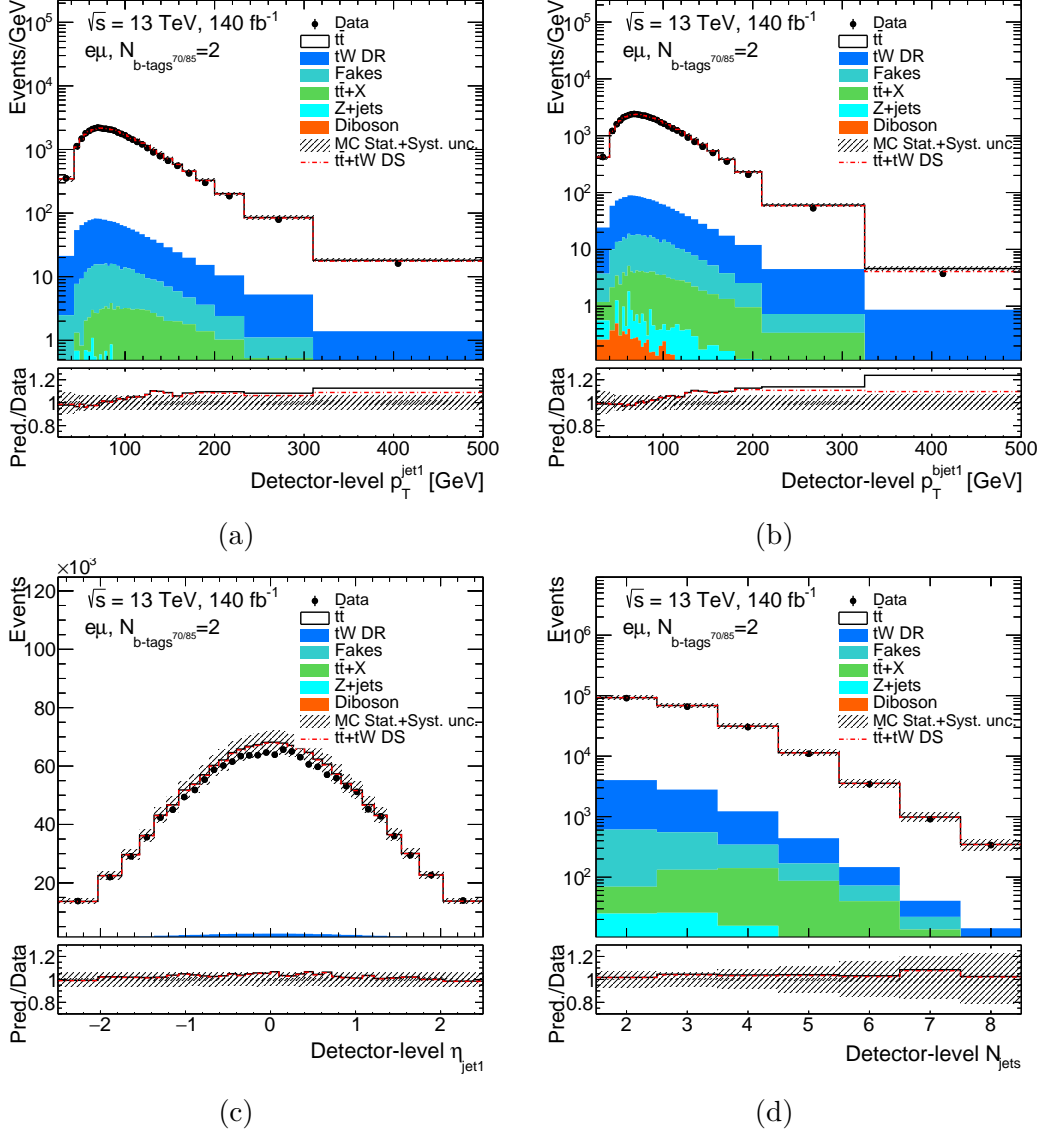 √s = 13 TeV, 140 fb⁻¹
eμ, N_b-tags^70/85=2
Data
tt̄
tW DR
Fakes
tt̄+X
Z+jets
Diboson
MC Stat.+Syst. unc.
tt̄+tW DS
Events/GeV
10⁵
10⁴
10³
10²
10
1
Pred./Data
1.2
1
0.8
100 200 300 400 500
Detector-level p_T^jet1 [GeV]
(a)
√s = 13 TeV, 140 fb⁻¹
eμ, N_b-tags^70/85=2
Data
tt̄
tW DR
Fakes
tt̄+X
Z+jets
Diboson
MC Stat.+Syst. unc.
tt̄+tW DS
Events/GeV
10⁵
10⁴
10³
10²
10
1
Pred./Data
1.2
1
0.8
100 200 300 400 500
Detector-level p_T^bjet1 [GeV]
(b)
×10³
√s = 13 TeV, 140 fb⁻¹
eμ, N_b-tags^70/85=2
Data
tt̄
tW DR
Fakes
tt̄+X
Z+jets
Diboson
MC Stat.+Syst. unc.
tt̄+tW DS
Events
120
100
80
60
40
20
Pred./Data
1.2
1
0.8
−2 −1 0 1 2
Detector-level η_jet1
(c)
√s = 13 TeV, 140 fb⁻¹
eμ, N_b-tags^70/85=2
Data
tt̄
tW DR
Fakes
tt̄+X
Z+jets
Diboson
MC Stat.+Syst. unc.
tt̄+tW DS
Events
10⁶
10⁵
10⁴
10³
10²
Pred./Data
1.2
1
0.8
2 3 4 5 6 7 8
Detector-level N_jets
(d)